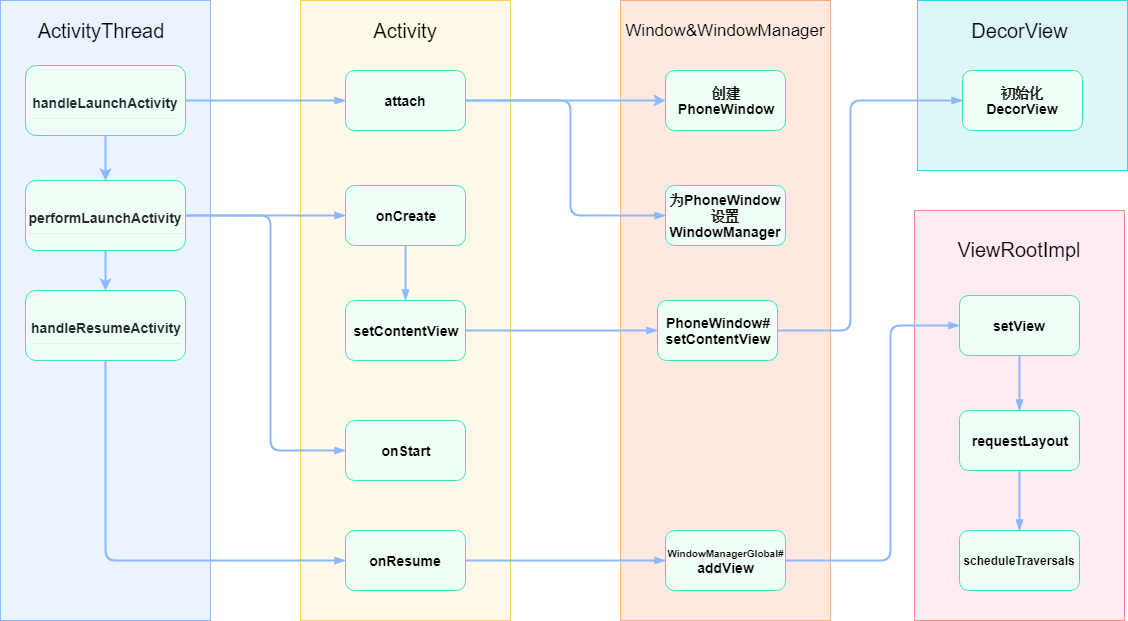 ActivityThread
handleLaunchActivity
performLaunchActivity
handleResumeActivity
Activity
attach
onCreate
setContentView
onStart
onResume
Window&WindowManager
创建
PhoneWindow
为PhoneWindow
设置
WindowManager
PhoneWindow#
setContentView
WindowManagerGlobal#
addView
DecorView
初始化
DecorView
ViewRootImpl
setView
requestLayout
scheduleTraversals